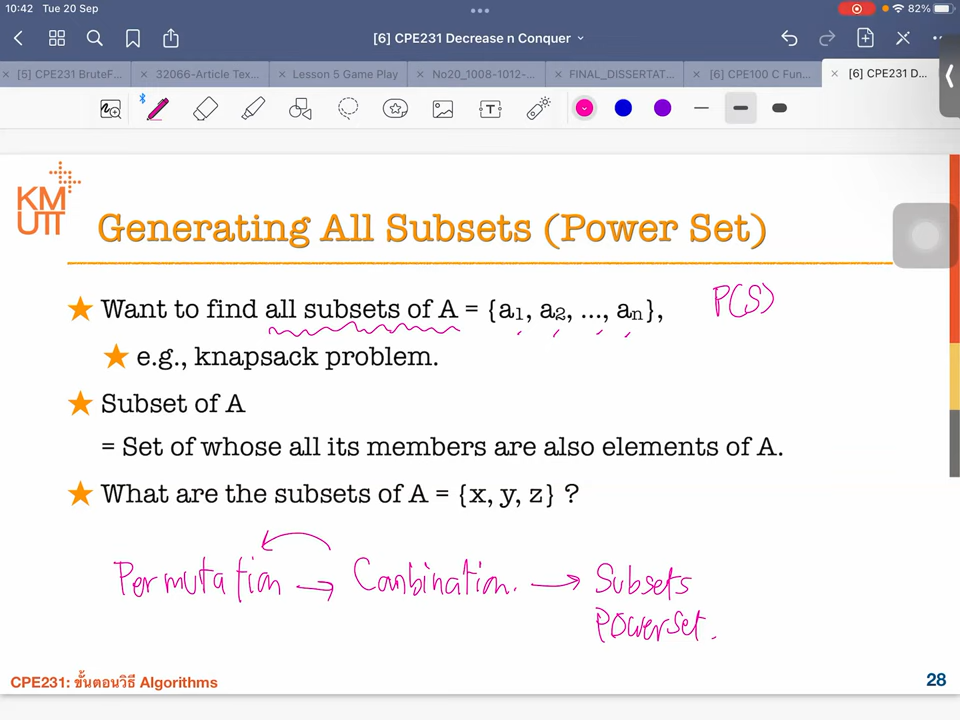 10:42 Tue 20 Sep
82%
[6] CPE231 Decrease n Conquer
[5] CPE231 BruteF...
32066-Article Tex...
Lesson 5 Game Play
No20_1008-1012-...
FINAL_DISSERTAT...
[6] CPE100 C Fun...
[6] CPE231 D...
KM
UTT
Generating All Subsets (Power Set)
★ Want to find all subsets of A = {a1, a2, ..., an},
P(S)
★ e.g., knapsack problem.
★ Subset of A
= Set of whose all its members are also elements of A.
★ What are the subsets of A = {x, y, z} ?
Permutation → Combination. → Subsets
Powerset.
CPE231: ขั้นตอนวิธี Algorithms
28